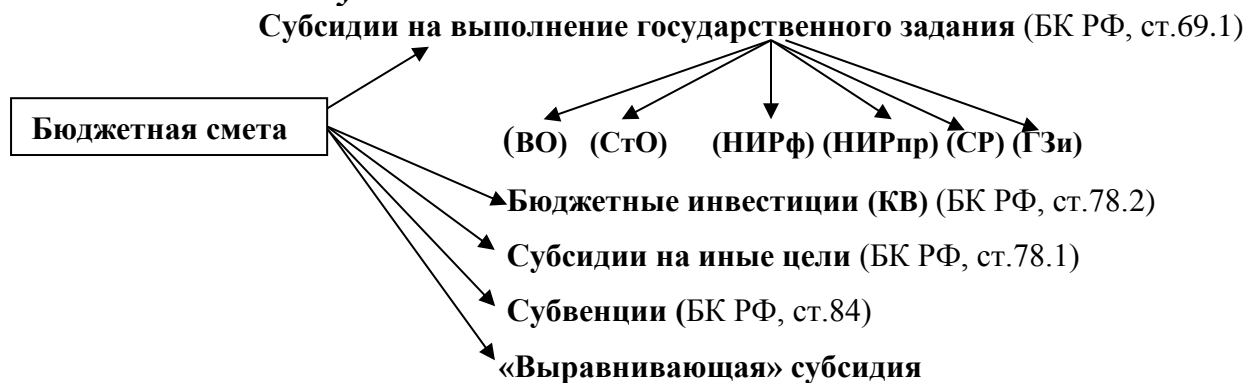 Субсидии на выполнение государственного задания (БК РФ, ст.69.1)
Бюджетная смета
(ВО) (СтО) (НИРф) (НИРпр) (СР) (ГЗи)
Бюджетные инвестиции (КВ) (БК РФ, ст.78.2)
Субсидии на иные цели (БК РФ, ст.78.1)
Субвенции (БК РФ, ст.84)
«Выравнивающая» субсидия